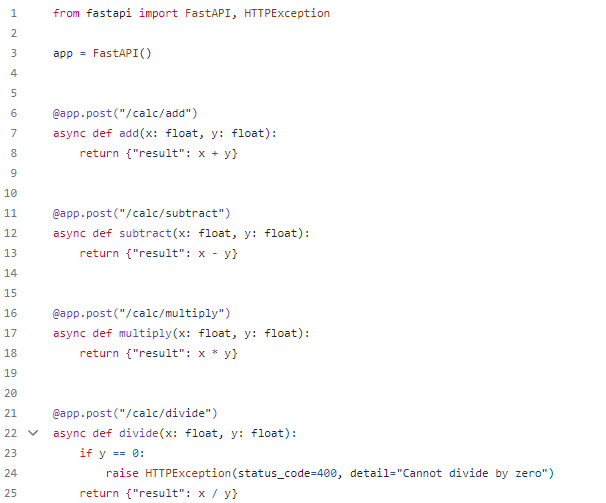 1 from fastapi import FastAPI, HTTPException
2
3 app = FastAPI()
4
5
6 @app.post("/calc/add")
7 async def add(x: float, y: float):
8     return {"result": x + y}
9
10
11 @app.post("/calc/subtract")
12 async def subtract(x: float, y: float):
13     return {"result": x - y}
14
15
16 @app.post("/calc/multiply")
17 async def multiply(x: float, y: float):
18     return {"result": x * y}
19
20
21 @app.post("/calc/divide")
22 async def divide(x: float, y: float):
23     if y == 0:
24         raise HTTPException(status_code=400, detail="Cannot divide by zero")
25     return {"result": x / y}